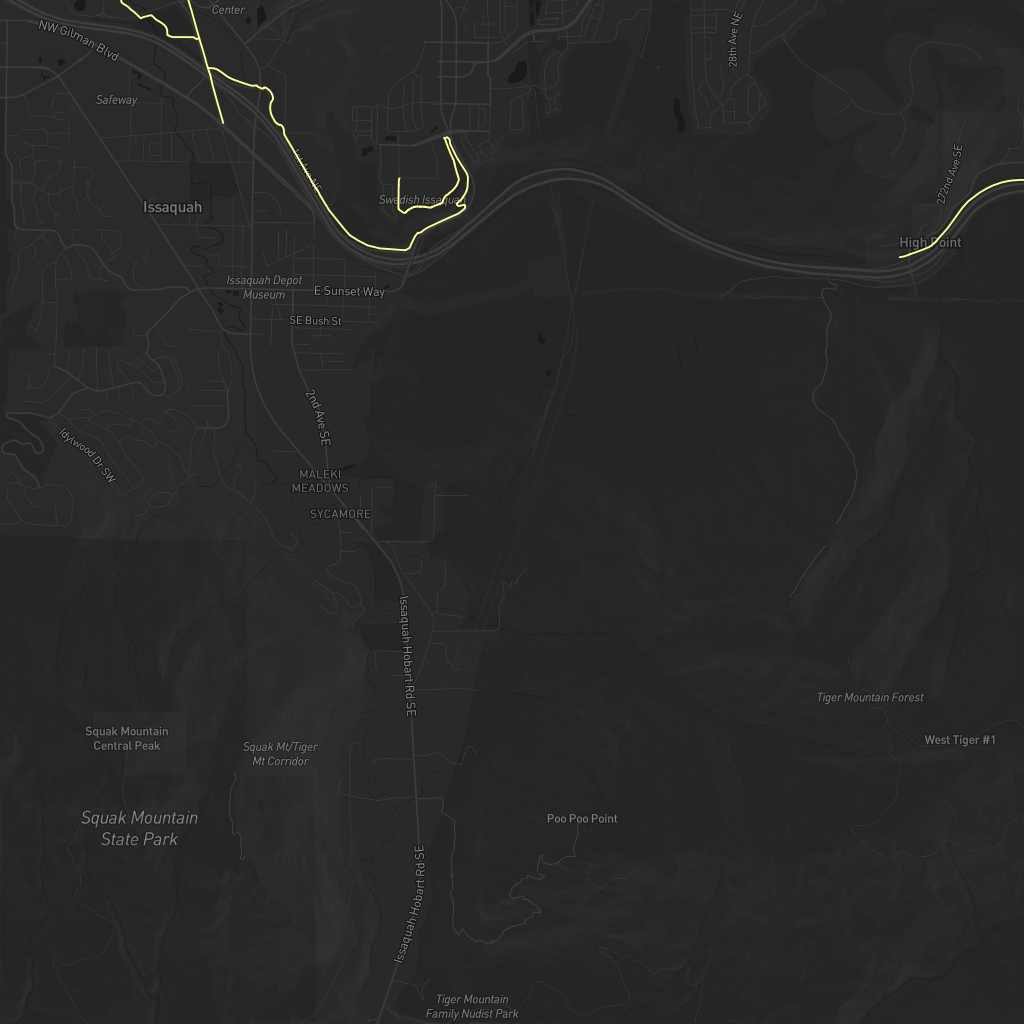 Center
NW Gilman Blvd
28th Ave NE
Safeway
272nd Ave SE
Swedish Issaquah
Issaquah
High Point
Issaquah Depot
Museum
E Sunset Way
SE Bush St
2nd Ave SE
Idylwood Dr SW
MALEKI
MEADOWS
SYCAMORE
Issaquah Hobart Rd SE
Tiger Mountain Forest
Squak Mountain
Central Peak
Squak Mt/Tiger
Mt Corridor
West Tiger #1
Squak Mountain
State Park
Poo Poo Point
Issaquah Hobart Rd SE
Tiger Mountain
Family Nudist Park